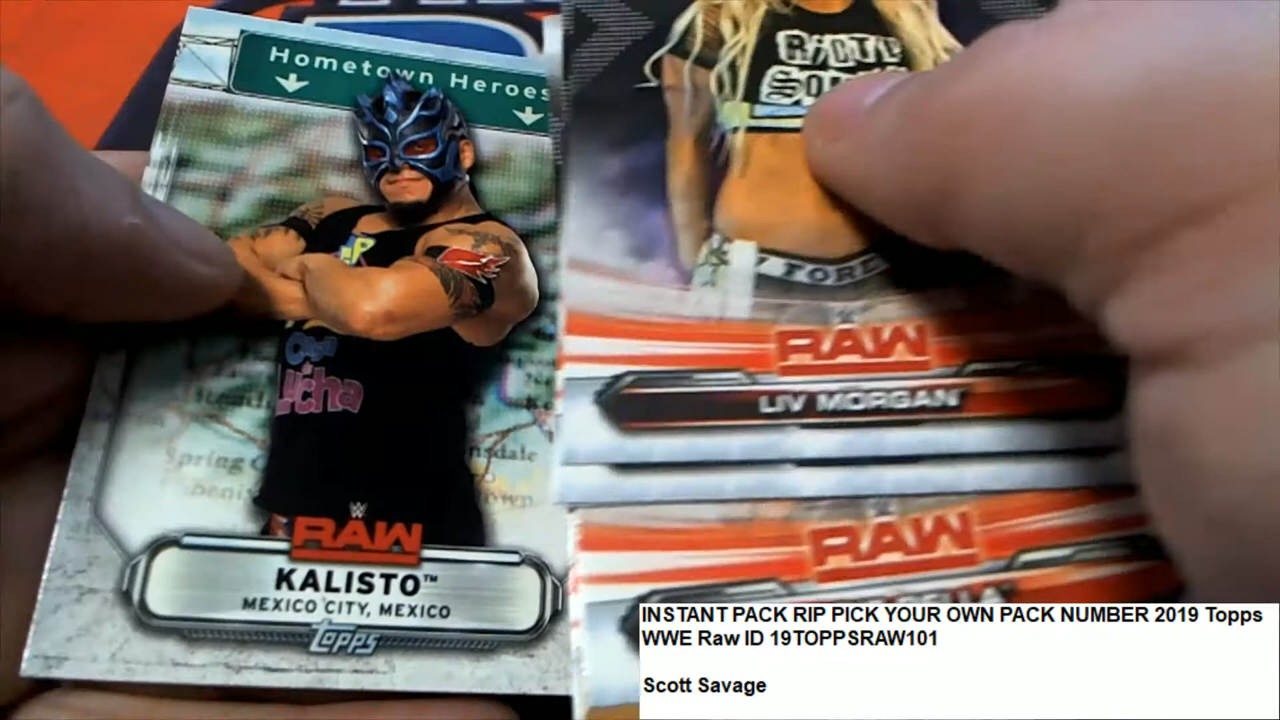 Hometown Heroes
Lucha
RAW
KALISTO™
MEXICO CITY, MEXICO
topps
RAW
LIV MORGAN
RAW
INSTANT PACK RIP PICK YOUR OWN PACK NUMBER 2019 Topps
WWE Raw ID 19TOPPSRAW101
Scott Savage